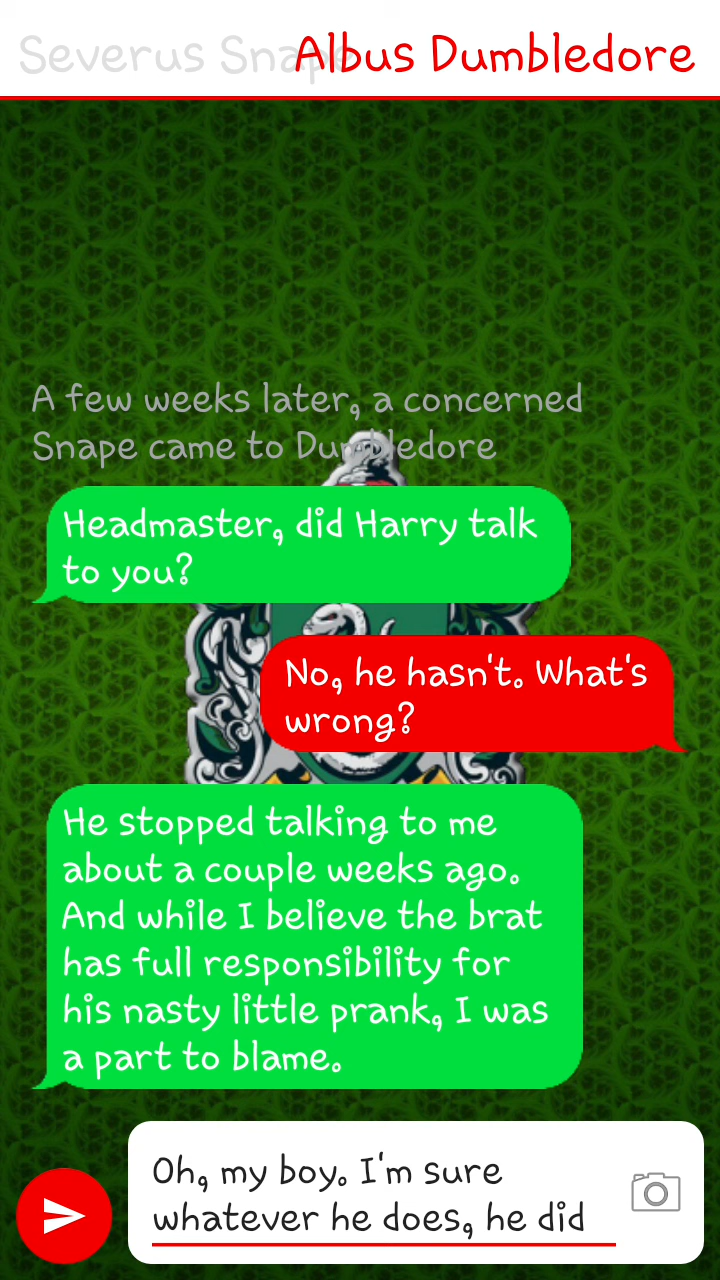 Severus Snape
Albus Dumbledore
A few weeks later, a concerned
Snape came to Dumbledore
Headmaster, did Harry talk
to you?
No, he hasn't. What's
wrong?
He stopped talking to me
about a couple weeks ago.
And while I believe the brat
has full responsibility for
his nasty little prank, I was
a part to blame.
Oh, my boy. I'm sure
whatever he does, he did